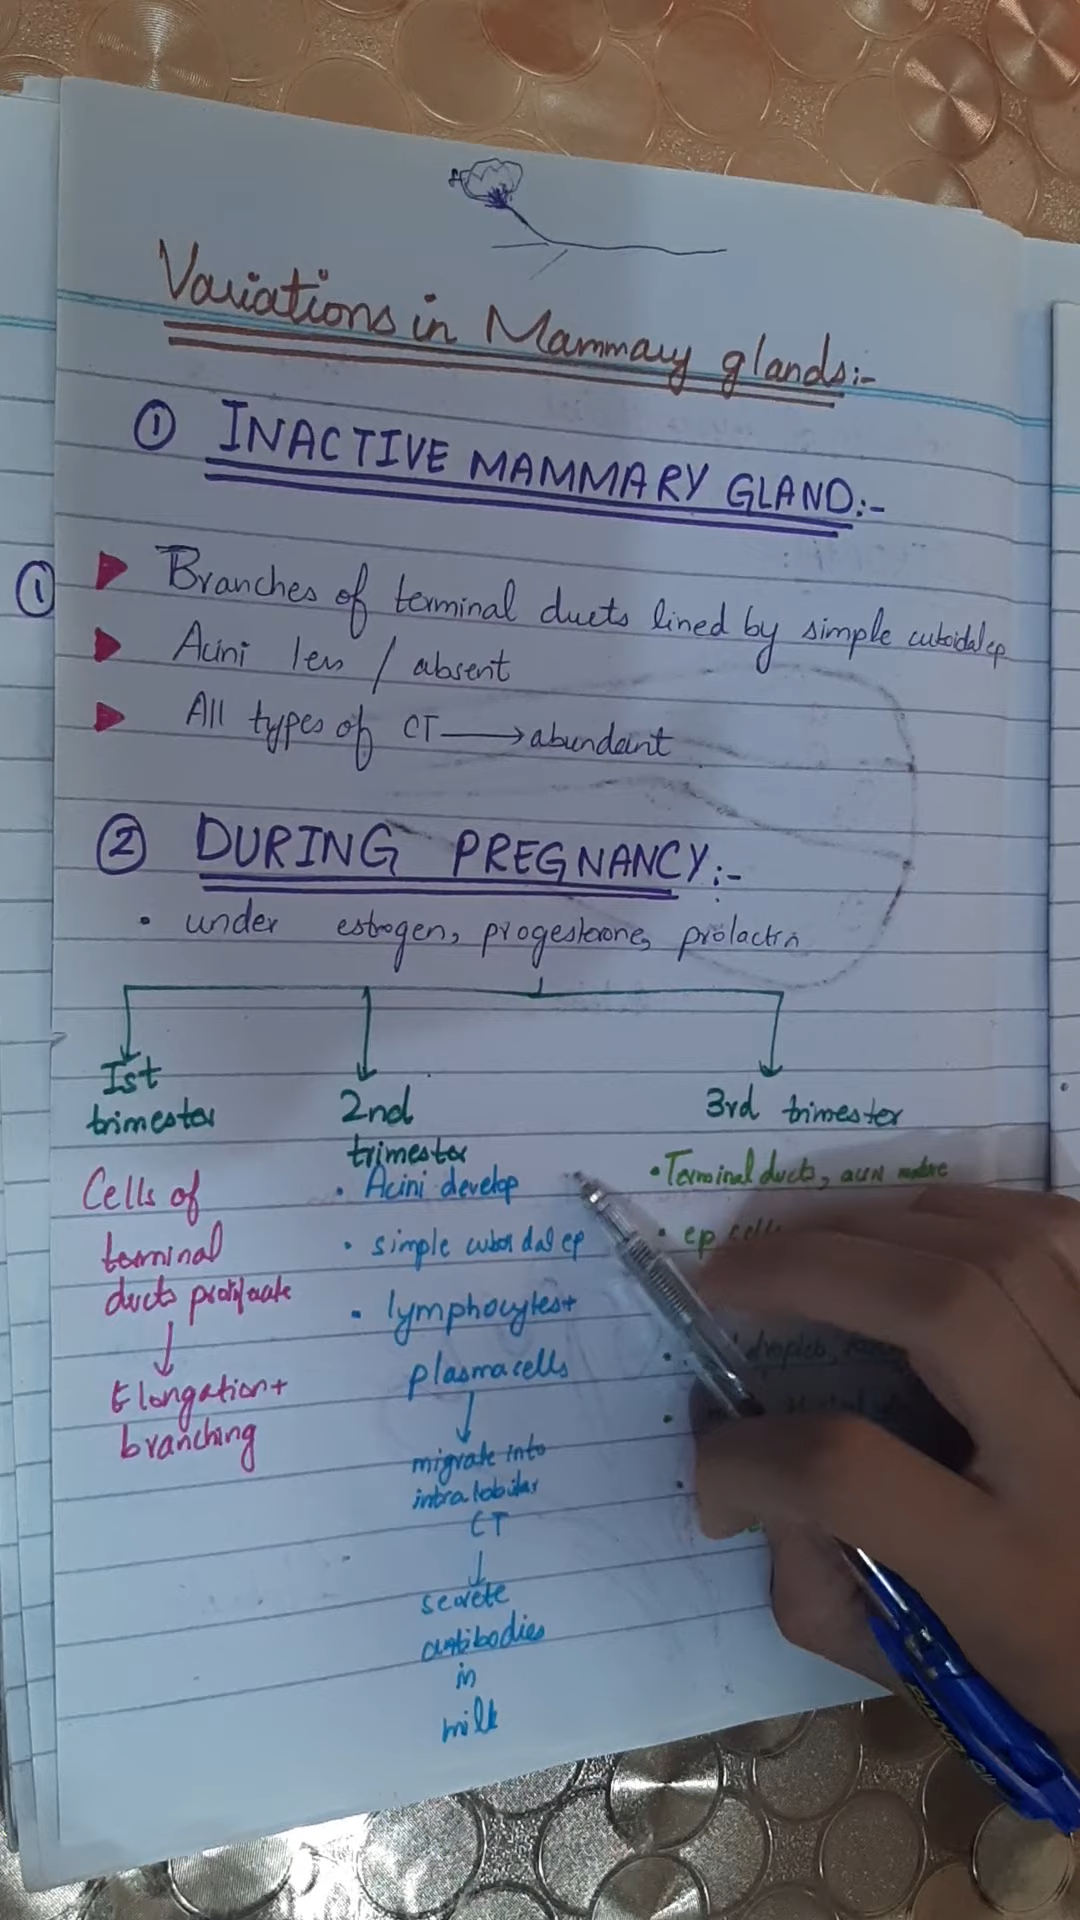 Variations in Mammary glands:-
① INACTIVE MAMMARY GLAND:-
① Branches of terminal ducts lined by simple cuboidal ep
Acini less / absent
All types of CT → abundant
② DURING PREGNANCY:-
• under estrogen, progesterone, prolactin
Ist
trimester
Cells of
terminal
ducts proliferate
↓
Elongation +
branching
2nd
trimester
• Acini develop
• simple cuboidal ep
• lymphocytes +
plasma cells
↓
migrate into
intralobular
CT
↓
secrete
antibodies
in
milk
3rd trimester
• Terminal ducts, acini mature
• ep cells
droplets